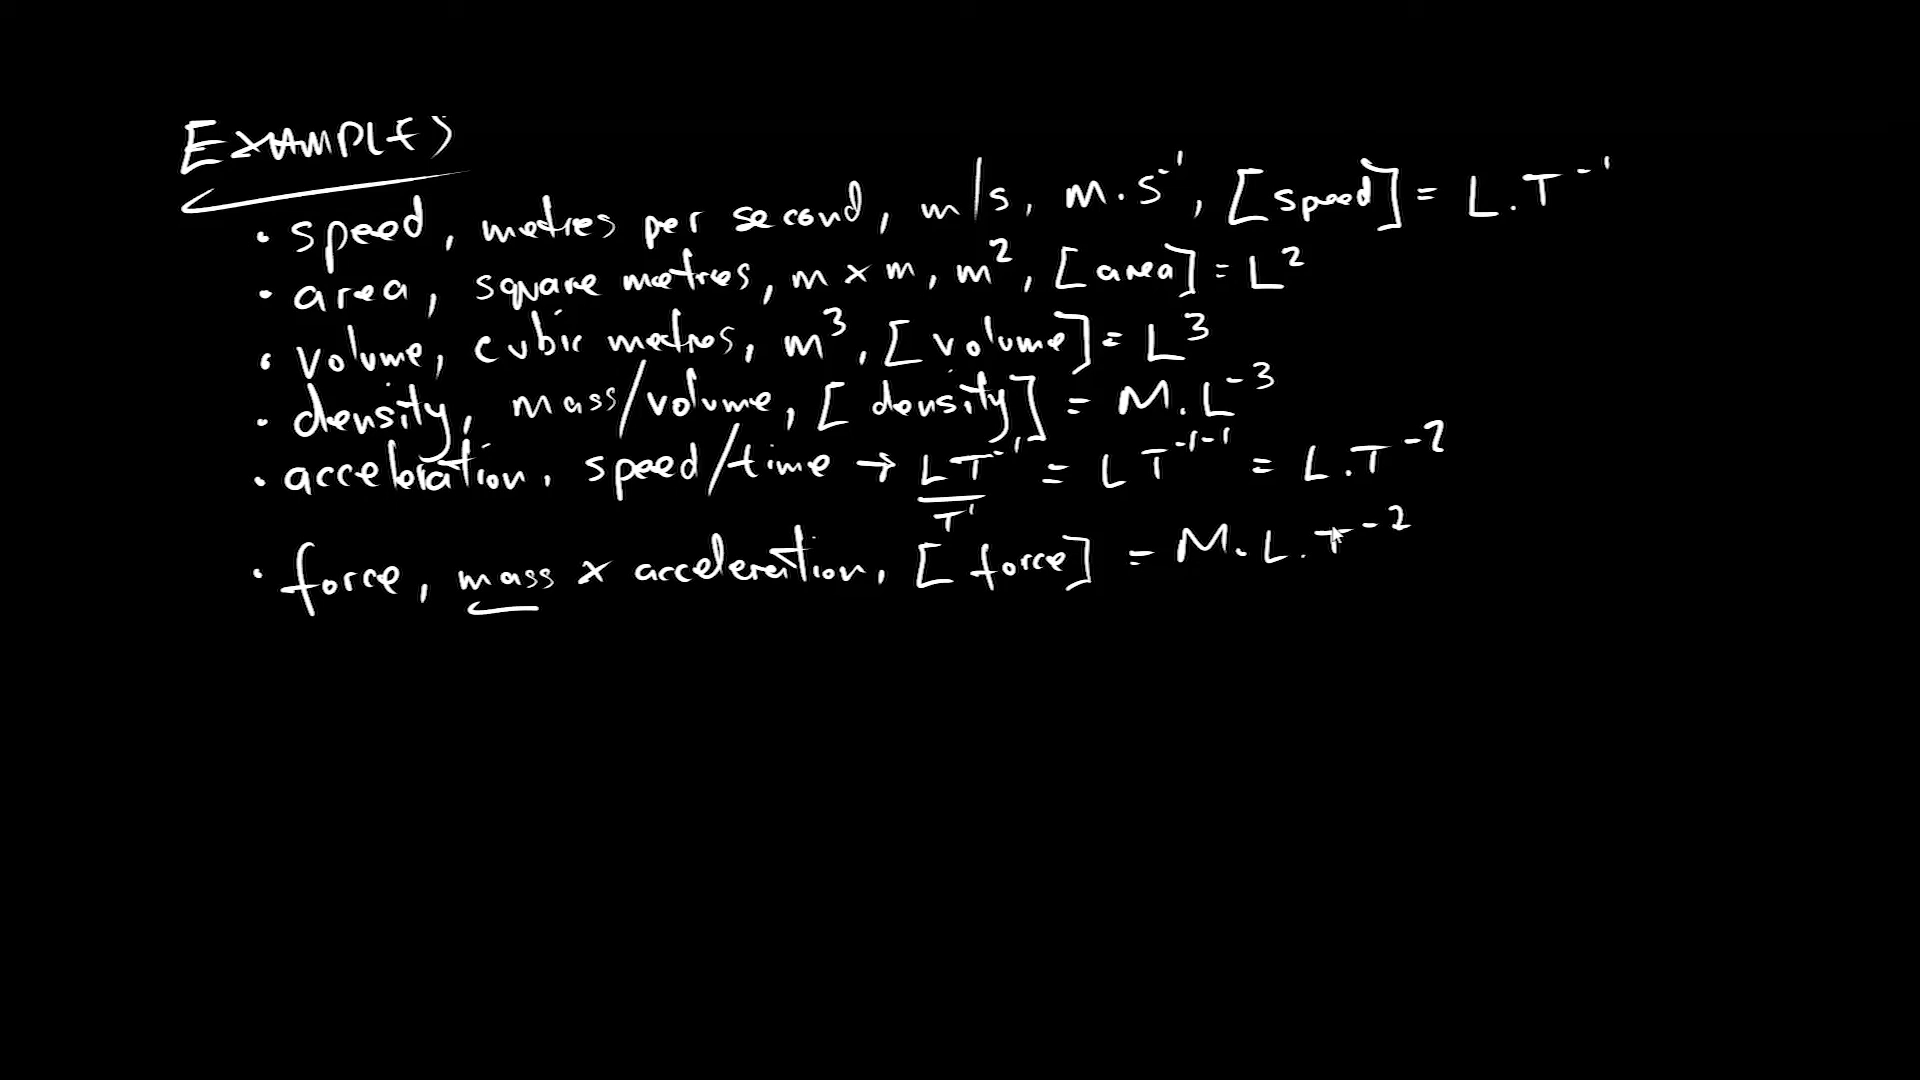 EXAMPLES
• speed, metres per second, m/s, m.s⁻¹, [speed] = L.T⁻¹
• area, square metres, m x m, m², [area] = L²
• volume, cubic metres, m³, [volume] = L³
• density, mass/volume, [density] = M.L⁻³
• acceleration, speed/time → LT⁻¹/T¹ = LT⁻¹⁻¹ = L.T⁻²
• force, mass x acceleration, [force] = M.L.T⁻²